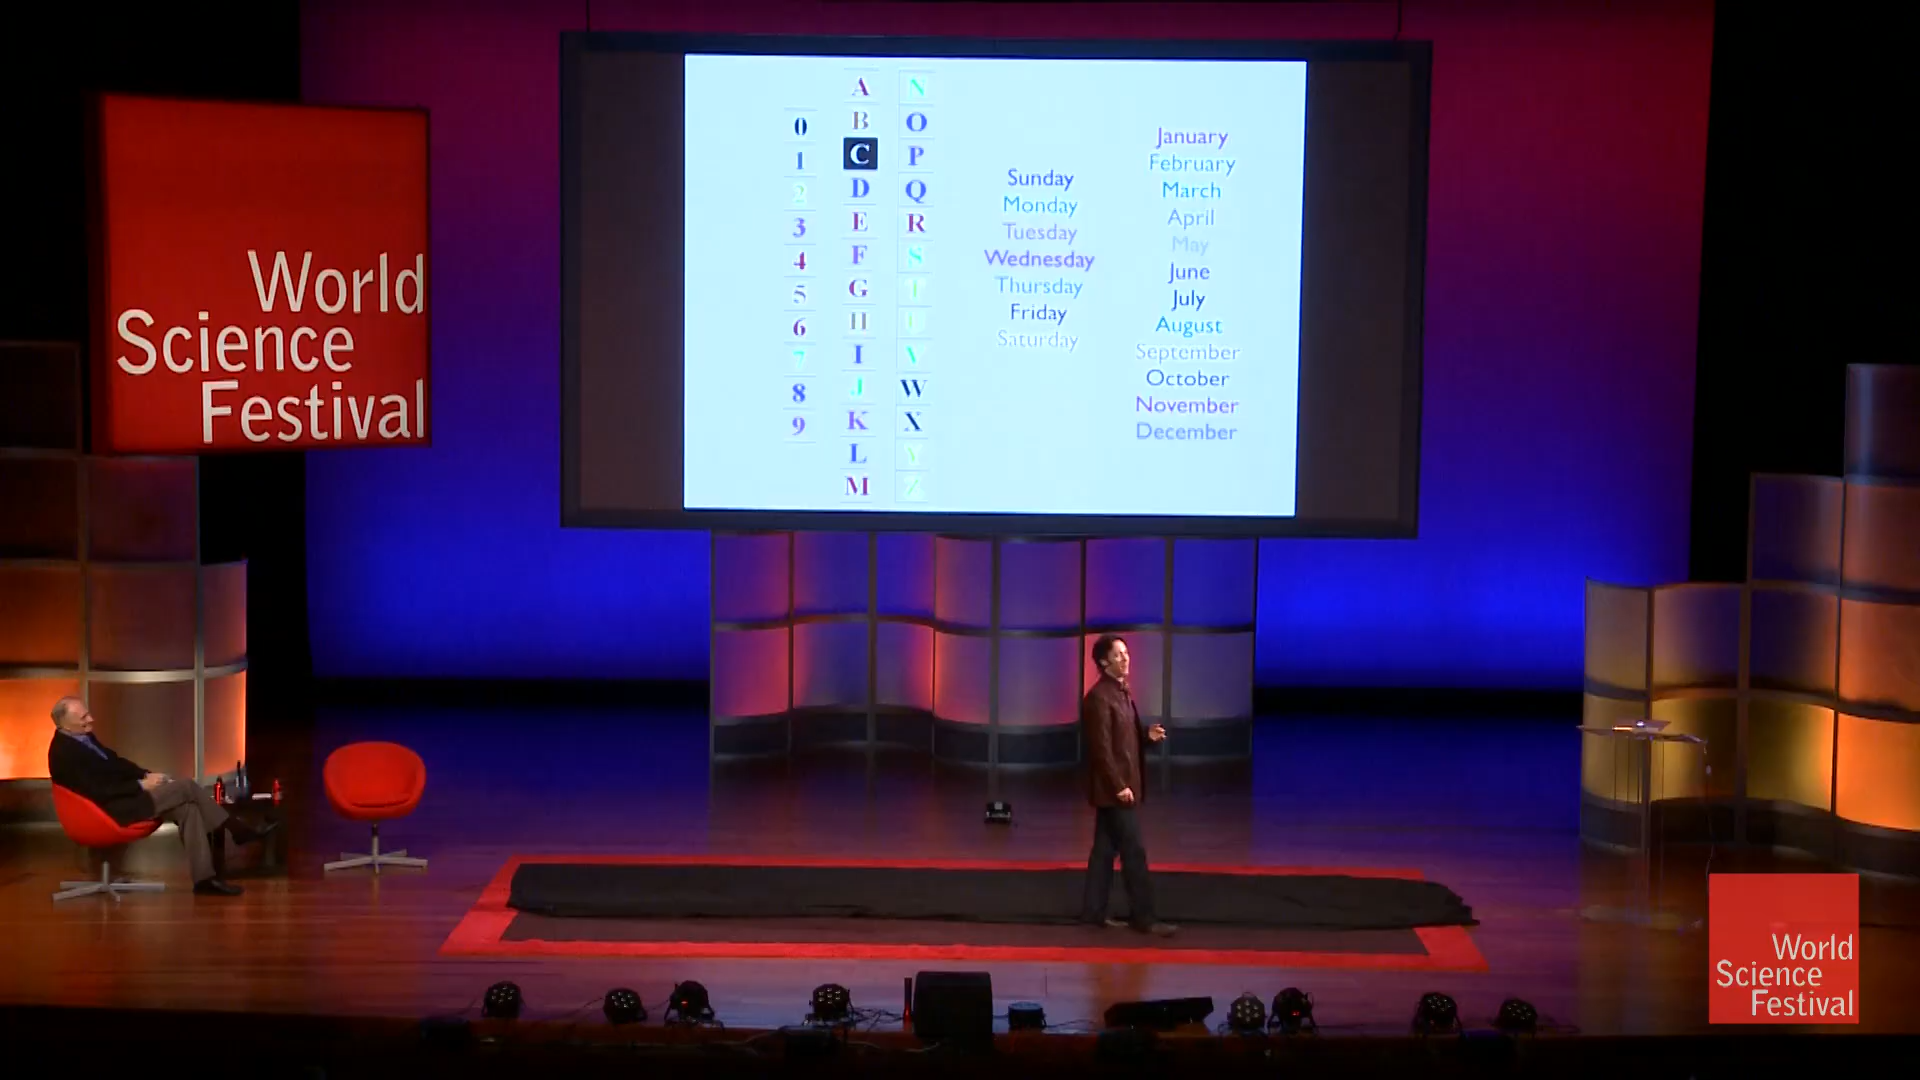 World
Science
Festival
0
1
2
3
4
5
6
7
8
9
A
B
C
D
E
F
G
H
I
J
K
L
M
N
O
P
Q
R
S
T
U
V
W
X
Y
Z
Sunday
Monday
Tuesday
Wednesday
Thursday
Friday
Saturday
January
February
March
April
May
June
July
August
September
October
November
December
World
Science
Festival